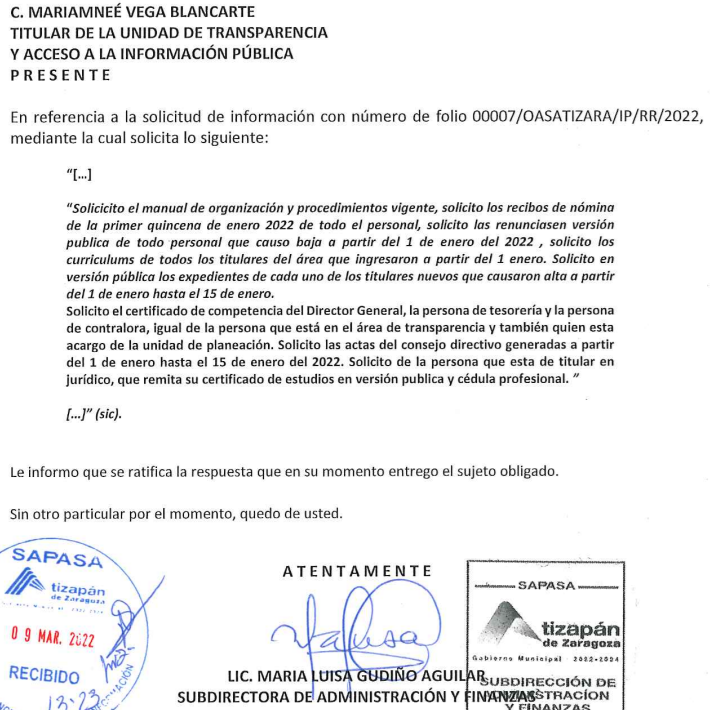 C. MARIAMNEÉ VEGA BLANCARTE
TITULAR DE LA UNIDAD DE TRANSPARENCIA
Y ACCESO A LA INFORMACIÓN PÚBLICA
P R E S E N T E
En referencia a la solicitud de información con número de folio 00007/OASATIZARA/IP/RR/2022,
mediante la cual solicita lo siguiente:
“[…]
“Solicicito el manual de organización y procedimientos vigente, solicito los recibos de nómina
de la primer quincena de enero 2022 de todo el personal, solicito las renunciasen versión
publica de todo personal que causo baja a partir del 1 de enero del 2022 , solicito los
curriculums de todos los titulares del área que ingresaron a partir del 1 enero. Solicito en
versión pública los expedientes de cada uno de los titulares nuevos que causaron alta a partir
del 1 de enero hasta el 15 de enero.
Solicito el certificado de competencia del Director General, la persona de tesorería y la persona
de contralora, igual de la persona que está en el área de transparencia y también quien esta
acargo de la unidad de planeación. Solicito las actas del consejo directivo generadas a partir
del 1 de enero hasta el 15 de enero del 2022. Solicito de la persona que esta de titular en
jurídico, que remita su certificado de estudios en versión publica y cédula profesional. ”
[…]” (sic).
Le informo que se ratifica la respuesta que en su momento entrego el sujeto obligado.
Sin otro particular por el momento, quedo de usted.
SAPASA
tizapán
de Zaragoza
09 MAR. 2022
RECIBIDO
13:23
A T E N T A M E N T E
LIC. MARIA LUISA GUDIÑO AGUILAR
SUBDIRECTORA DE ADMINISTRACIÓN Y FINANZAS
SAPASA
tizapán
de Zaragoza
Gobierno Municipal 2022-2024
SUBDIRECCIÓN DE
ADMINISTRACÍON
Y FINANZAS